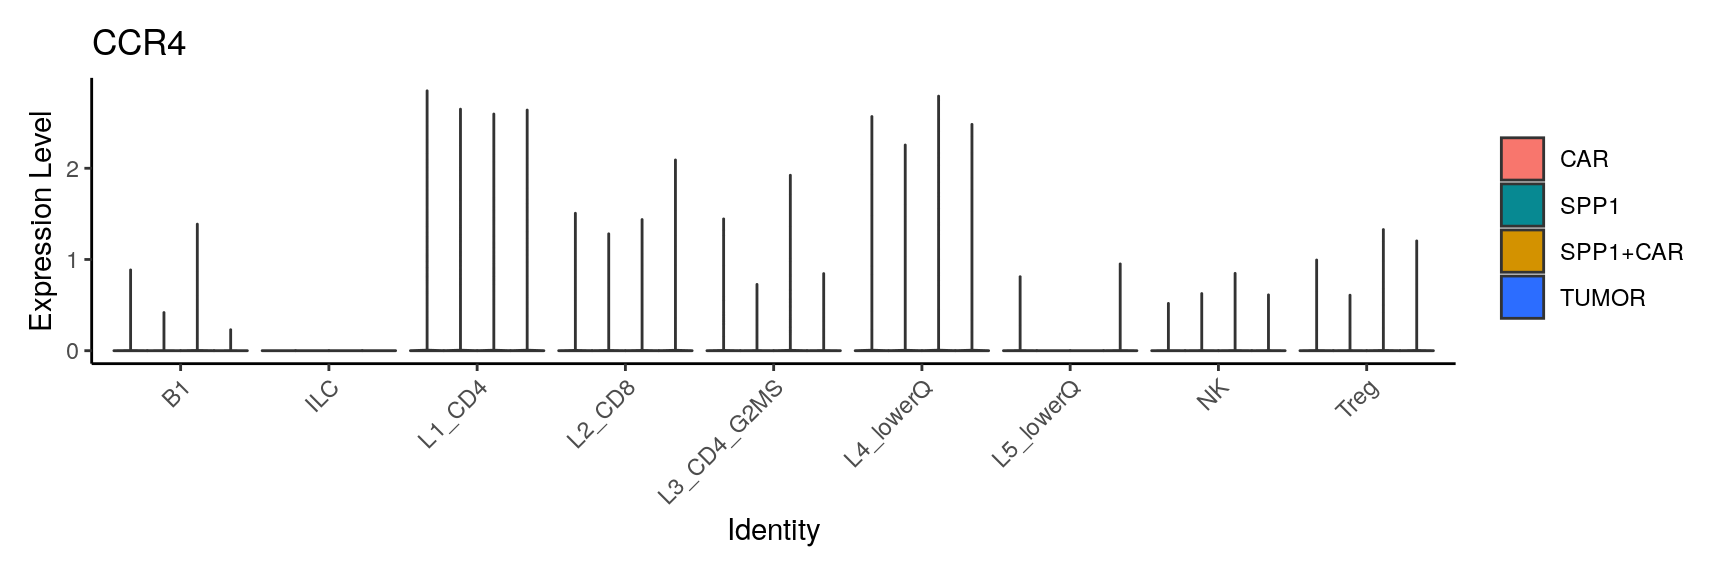 CCR4
Expression Level
2
1
0
B1
ILC
L1_CD4
L2_CD8
L3_CD4_G2MS
L4_lowerQ
L5_lowerQ
NK
Treg
Identity
CAR
SPP1
SPP1+CAR
TUMOR